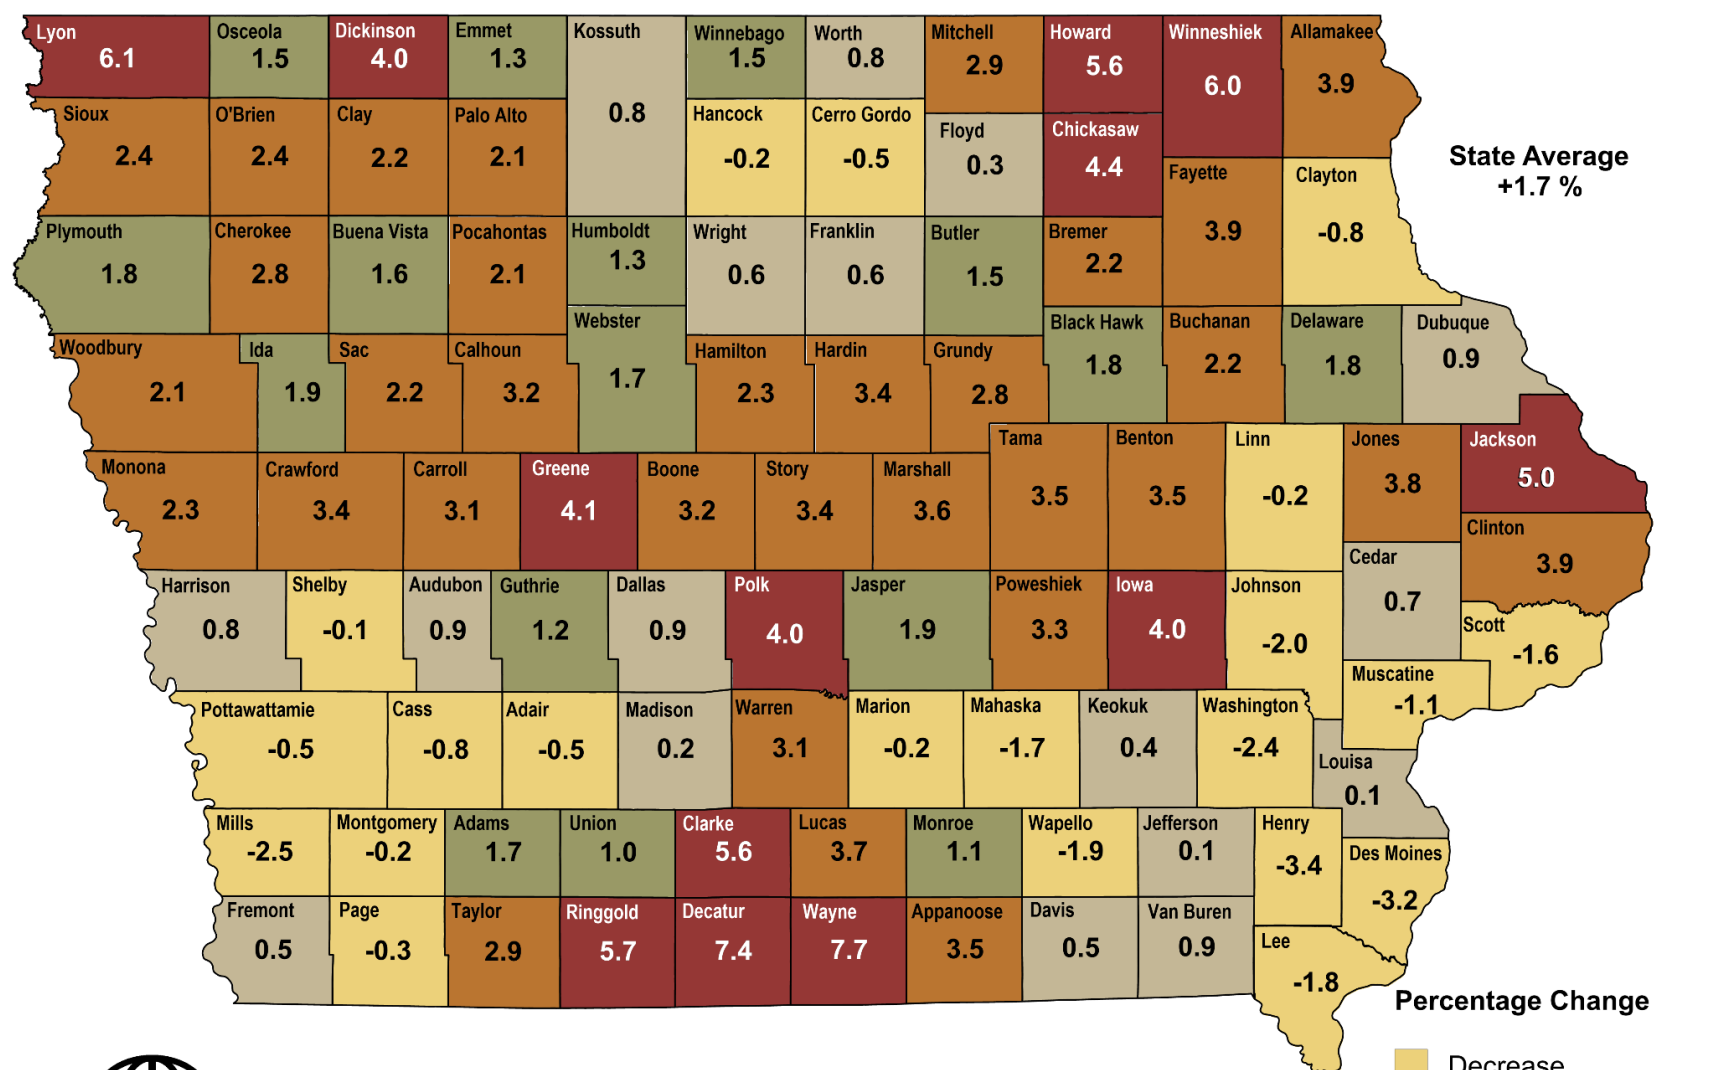 Lyon
6.1
Osceola
1.5
Dickinson
4.0
Emmet
1.3
Kossuth
0.8
Winnebago
1.5
Worth
0.8
Mitchell
2.9
Howard
5.6
Winneshiek
6.0
Allamakee
3.9
Sioux
2.4
O'Brien
2.4
Clay
2.2
Palo Alto
2.1
Hancock
-0.2
Cerro Gordo
-0.5
Floyd
0.3
Chickasaw
4.4
State Average
+1.7 %
Fayette
3.9
Clayton
-0.8
Plymouth
1.8
Cherokee
2.8
Buena Vista
1.6
Pocahontas
2.1
Humboldt
1.3
Wright
0.6
Franklin
0.6
Butler
1.5
Bremer
2.2
Woodbury
2.1
Ida
1.9
Sac
2.2
Calhoun
3.2
Webster
1.7
Hamilton
2.3
Hardin
3.4
Grundy
2.8
Black Hawk
1.8
Buchanan
2.2
Delaware
1.8
Dubuque
0.9
Monona
2.3
Crawford
3.4
Carroll
3.1
Greene
4.1
Boone
3.2
Story
3.4
Marshall
3.6
Tama
3.5
Benton
3.5
Linn
-0.2
Jones
3.8
Jackson
5.0
Clinton
3.9
Cedar
0.7
Harrison
0.8
Shelby
-0.1
Audubon
0.9
Guthrie
1.2
Dallas
0.9
Polk
4.0
Jasper
1.9
Poweshiek
3.3
Iowa
4.0
Johnson
-2.0
Scott
-1.6
Muscatine
-1.1
Pottawattamie
-0.5
Cass
-0.8
Adair
-0.5
Madison
0.2
Warren
3.1
Marion
-0.2
Mahaska
-1.7
Keokuk
0.4
Washington
-2.4
Louisa
0.1
Mills
-2.5
Montgomery
-0.2
Adams
1.7
Union
1.0
Clarke
5.6
Lucas
3.7
Monroe
1.1
Wapello
-1.9
Jefferson
0.1
Henry
-3.4
Des Moines
-3.2
Fremont
0.5
Page
-0.3
Taylor
2.9
Ringgold
5.7
Decatur
7.4
Wayne
7.7
Appanoose
3.5
Davis
0.5
Van Buren
0.9
Lee
-1.8
Percentage Change
Decrease